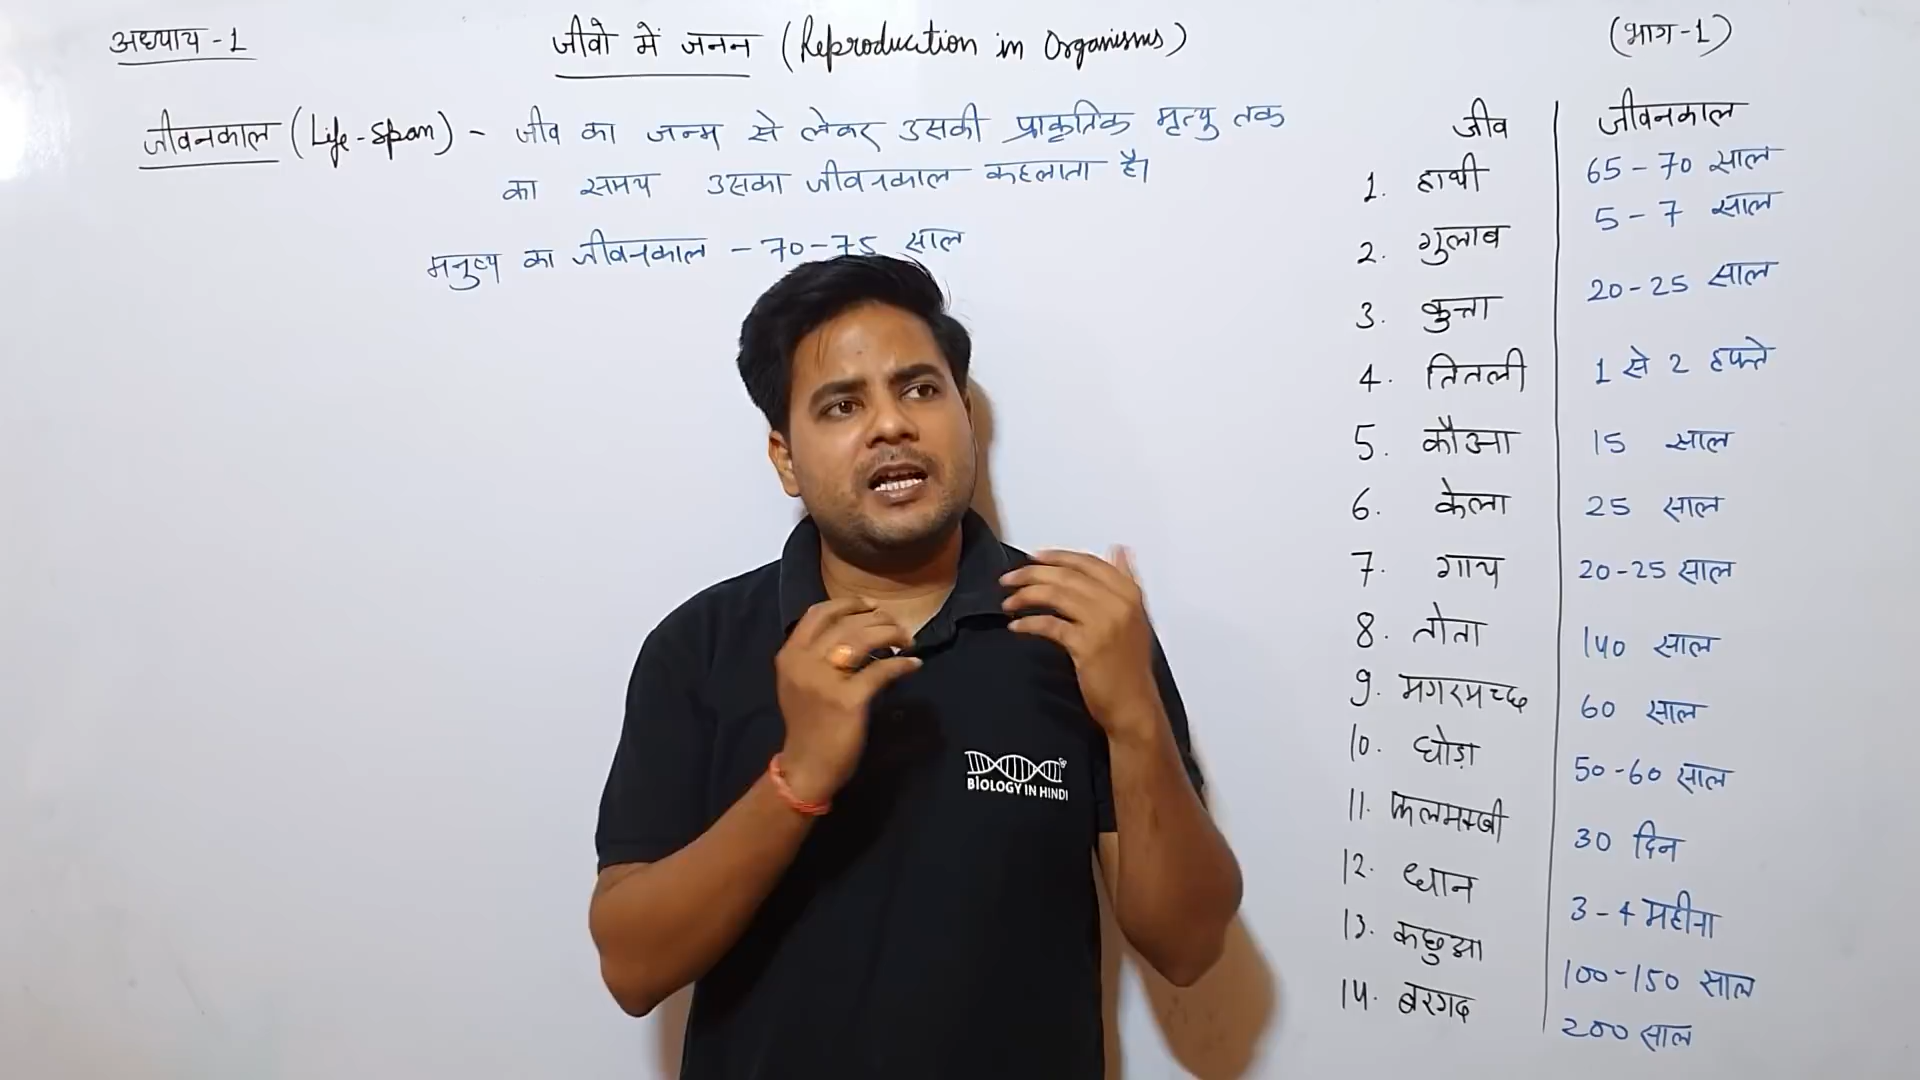 अध्याय - 1
जीवो में जनन (Reproduction in Organisms)
(भाग-1)
जीवनकाल (Life-Span) - जीव का जन्म से लेकर उसकी प्राकृतिक मृत्यु तक
का समय उसका जीवनकाल कहलाता है।
मनुष्य का जीवनकाल - 70-75 साल
जीव जीवनकाल
1. हाथी 65-70 साल
2. गुलाब 5-7 साल
3. कुत्ता 20-25 साल
4. तितली 1 से 2 हफ्ते
5. कौआ 15 साल
6. केला 25 साल
7. गाय 20-25 साल
8. तोता 140 साल
9. मगरमच्छ 60 साल
10. घोड़ा 50-60 साल
11. फलमक्खी 30 दिन
12. धान 3-4 महीना
13. कछुआ 100-150 साल
14. बरगद 200 साल
BIOLOGY IN HINDI